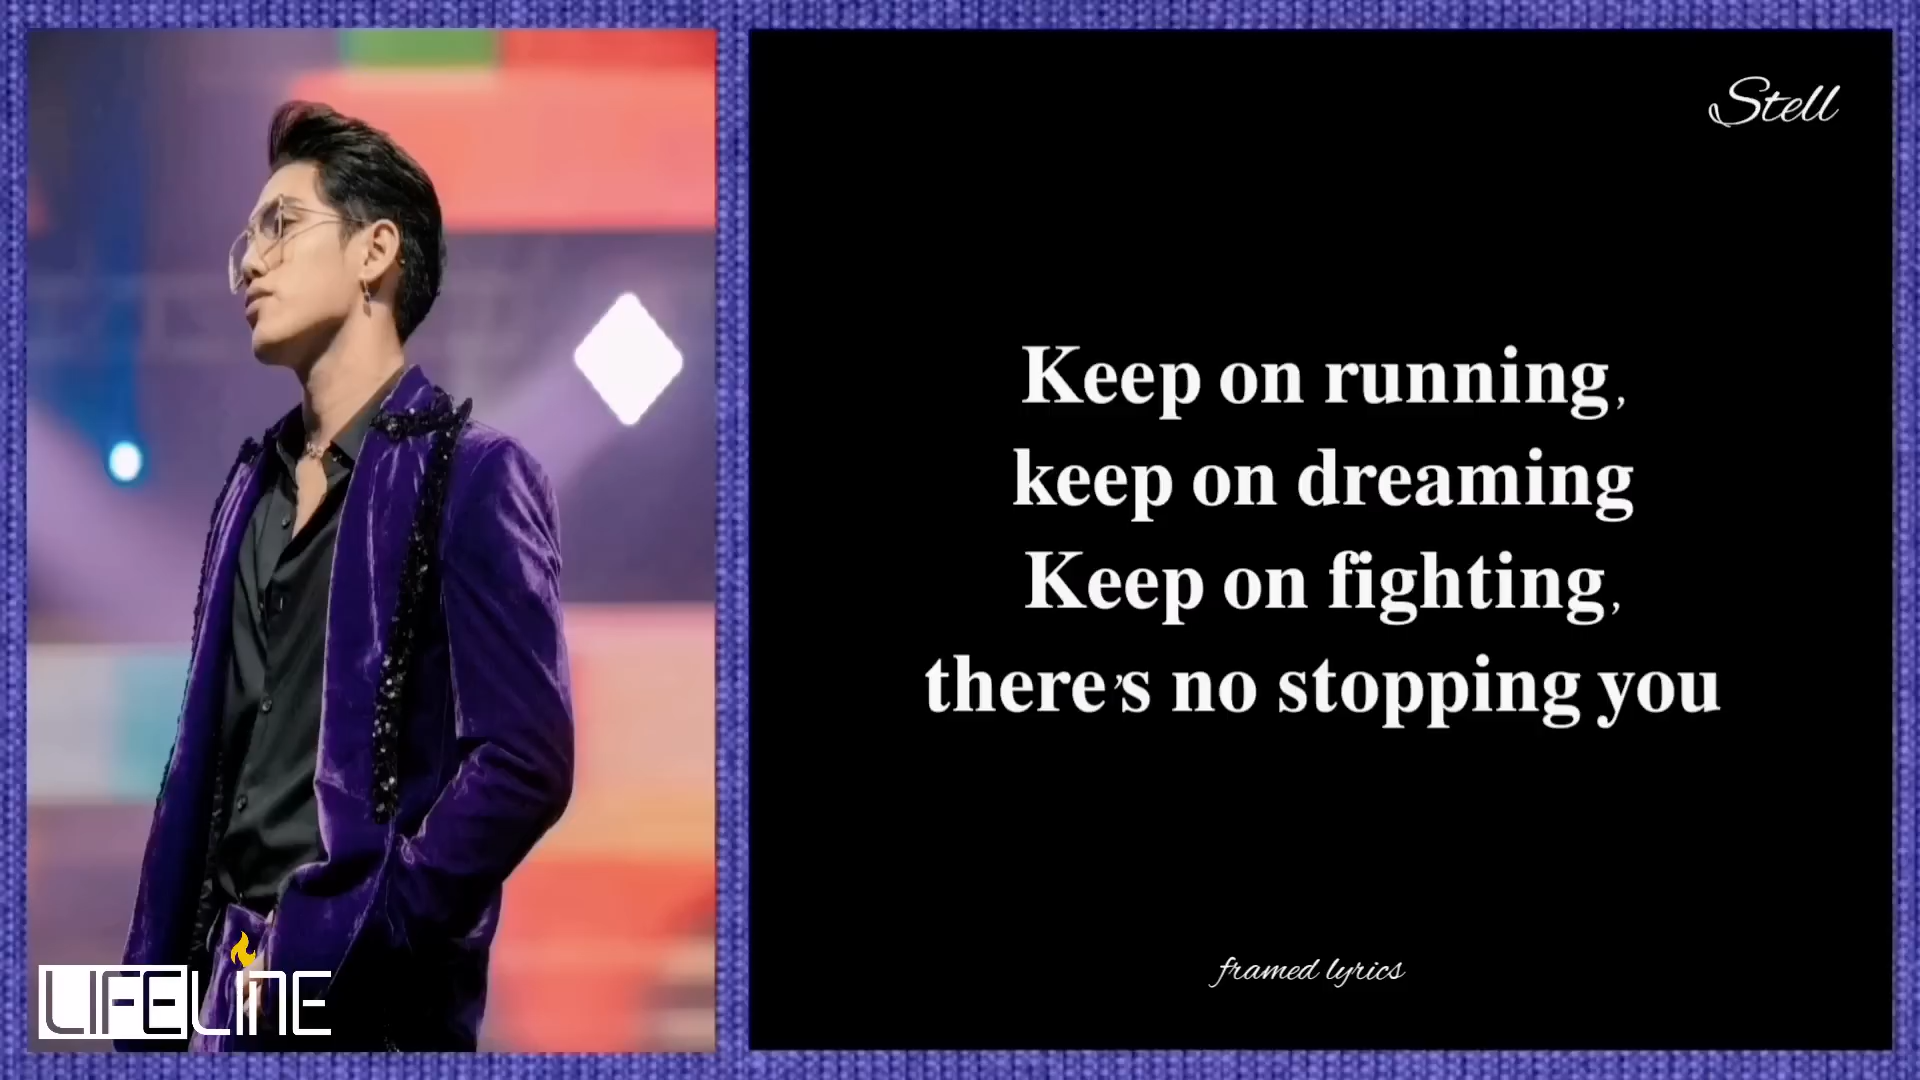 Stell
Keep on running,
keep on dreaming
Keep on fighting,
there's no stopping you
framed lyrics
LIFELINE